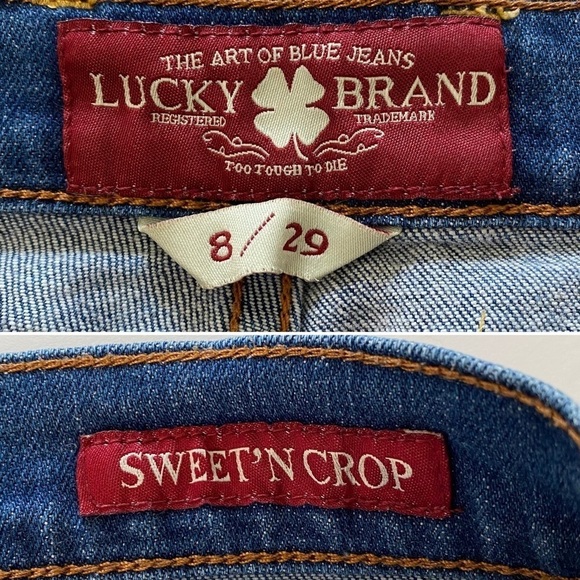 THE ART OF BLUE JEANS
LUCKY BRAND
REGISTERED TRADEMARK
TOO TOUGH TO DIE
8/29
SWEET'N CROP